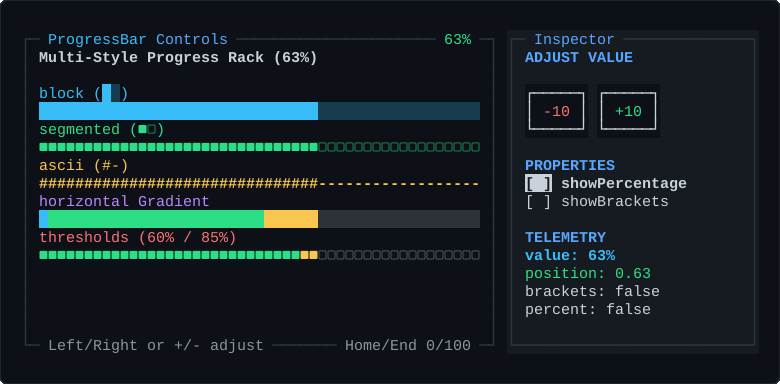 ProgressBar Controls 63%
Multi-Style Progress Rack (63%)
block (█░)
segmented (■□)
ascii (#-)
###############################------------------
horizontal Gradient
thresholds (60% / 85%)
Left/Right or +/- adjust Home/End 0/100
Inspector
ADJUST VALUE
-10 +10
PROPERTIES
[ ] showPercentage
[ ] showBrackets
TELEMETRY
value: 63%
position: 0.63
brackets: false
percent: false